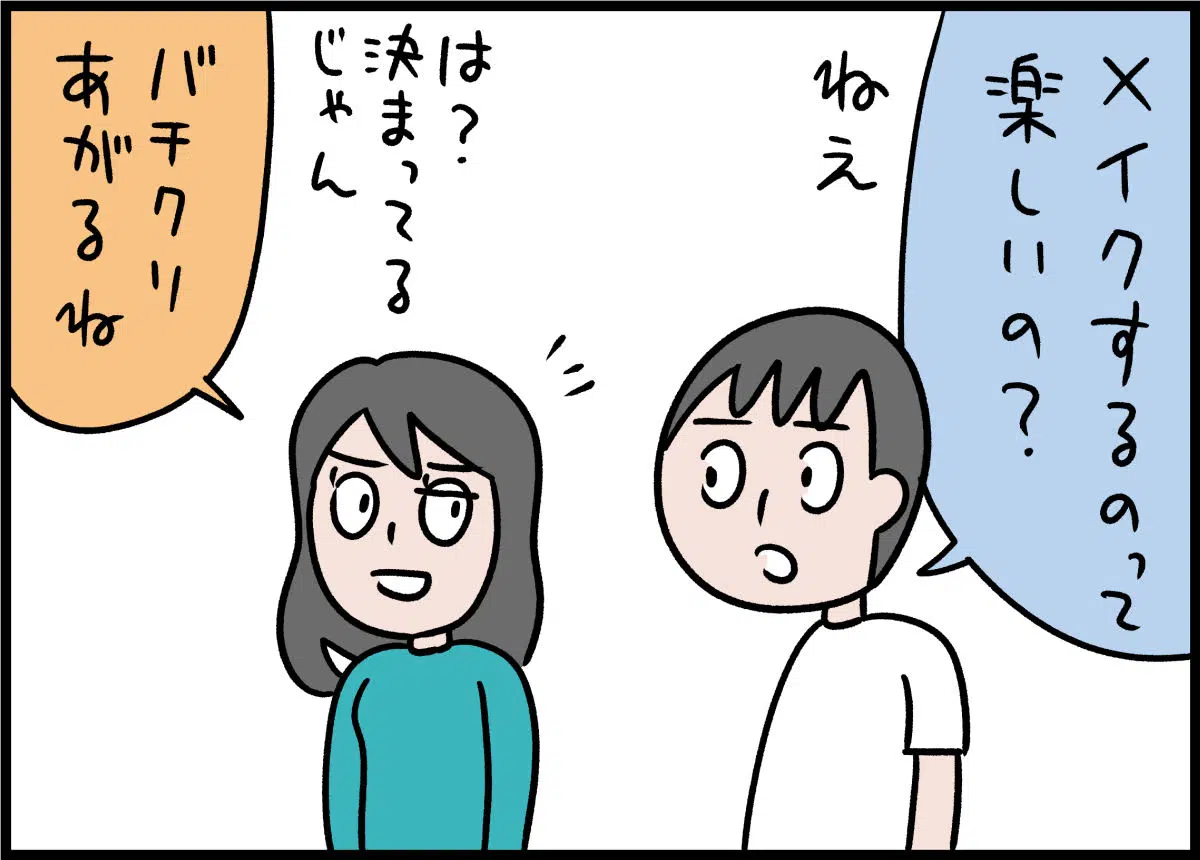 ねえ
メイクするのって
楽しいの?
は?
決まってる
じゃん
バチクリ
あがるね